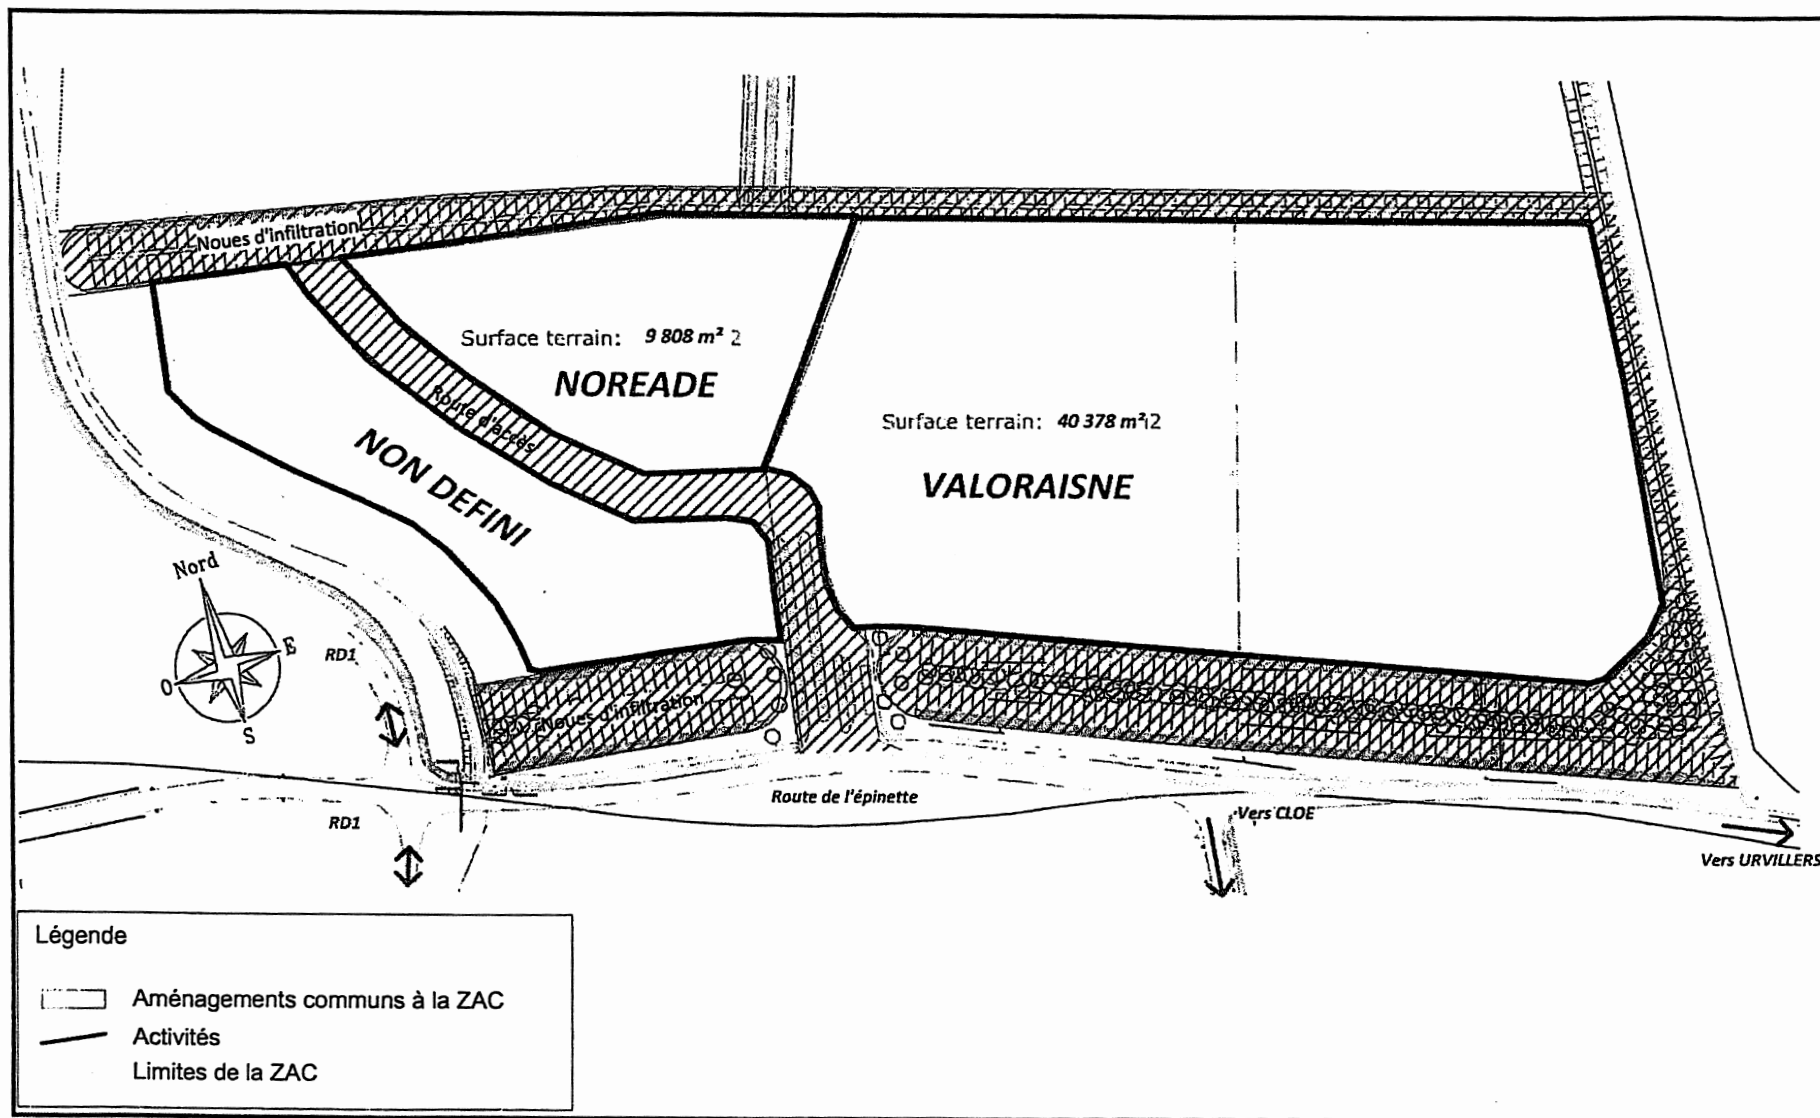 Noues d'infiltration
Surface terrain: 9 808 m² 2
NOREADE
Route d'accès
Surface terrain: 40 378 m² 2
NON DEFINI
VALORAISNE
Nord
E
O
S
RD1
Noues d'infiltration
Route de l'épinette
RD1
Vers CLOE
Vers URVILLERS
Légende
Aménagements communs à la ZAC
Activités
Limites de la ZAC